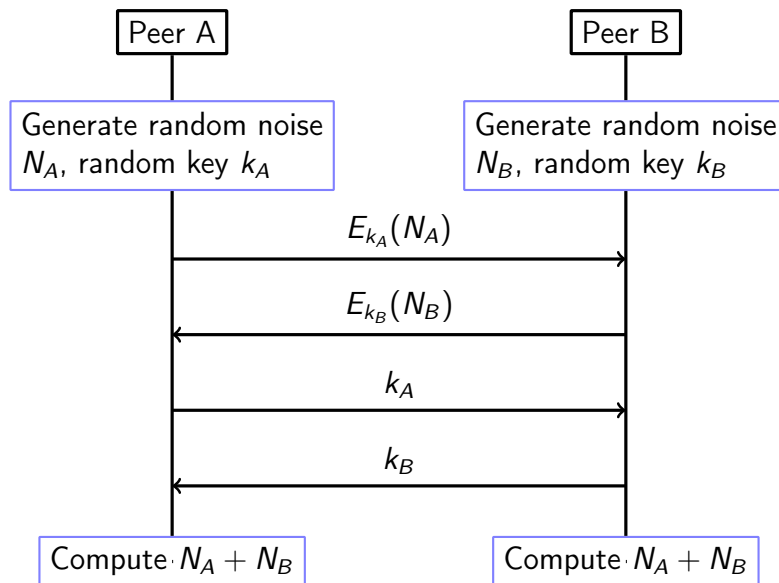 Peer A
Peer B
Generate random noise
N_A, random key k_A
Generate random noise
N_B, random key k_B
E_{k_A}(N_A)
E_{k_B}(N_B)
k_A
k_B
Compute N_A + N_B
Compute N_A + N_B